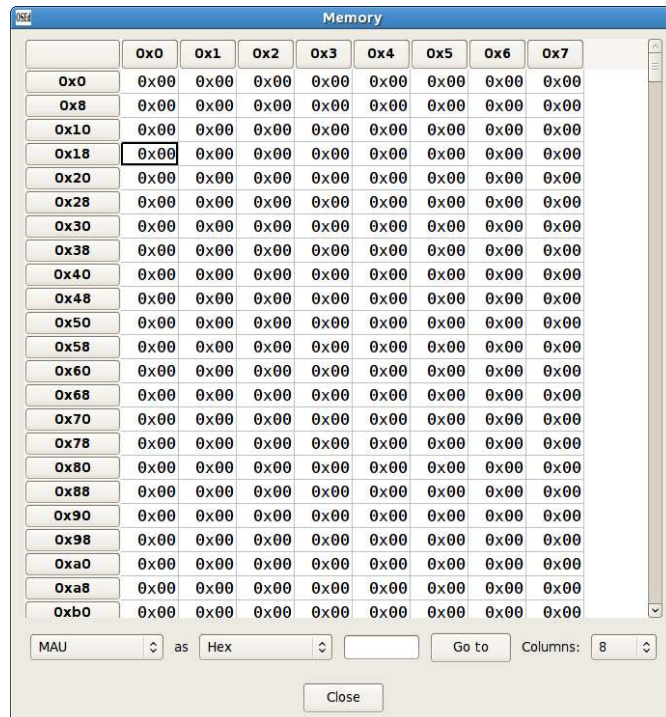 OSEd Memory
0x0 0x1 0x2 0x3 0x4 0x5 0x6 0x7
0x0 0x00 0x00 0x00 0x00 0x00 0x00 0x00 0x00
0x8 0x00 0x00 0x00 0x00 0x00 0x00 0x00 0x00
0x10 0x00 0x00 0x00 0x00 0x00 0x00 0x00 0x00
0x18 0x00 0x00 0x00 0x00 0x00 0x00 0x00 0x00
0x20 0x00 0x00 0x00 0x00 0x00 0x00 0x00 0x00
0x28 0x00 0x00 0x00 0x00 0x00 0x00 0x00 0x00
0x30 0x00 0x00 0x00 0x00 0x00 0x00 0x00 0x00
0x38 0x00 0x00 0x00 0x00 0x00 0x00 0x00 0x00
0x40 0x00 0x00 0x00 0x00 0x00 0x00 0x00 0x00
0x48 0x00 0x00 0x00 0x00 0x00 0x00 0x00 0x00
0x50 0x00 0x00 0x00 0x00 0x00 0x00 0x00 0x00
0x58 0x00 0x00 0x00 0x00 0x00 0x00 0x00 0x00
0x60 0x00 0x00 0x00 0x00 0x00 0x00 0x00 0x00
0x68 0x00 0x00 0x00 0x00 0x00 0x00 0x00 0x00
0x70 0x00 0x00 0x00 0x00 0x00 0x00 0x00 0x00
0x78 0x00 0x00 0x00 0x00 0x00 0x00 0x00 0x00
0x80 0x00 0x00 0x00 0x00 0x00 0x00 0x00 0x00
0x88 0x00 0x00 0x00 0x00 0x00 0x00 0x00 0x00
0x90 0x00 0x00 0x00 0x00 0x00 0x00 0x00 0x00
0x98 0x00 0x00 0x00 0x00 0x00 0x00 0x00 0x00
0xa0 0x00 0x00 0x00 0x00 0x00 0x00 0x00 0x00
0xa8 0x00 0x00 0x00 0x00 0x00 0x00 0x00 0x00
0xb0 0x00 0x00 0x00 0x00 0x00 0x00 0x00 0x00
MAU as Hex Go to Columns: 8
Close